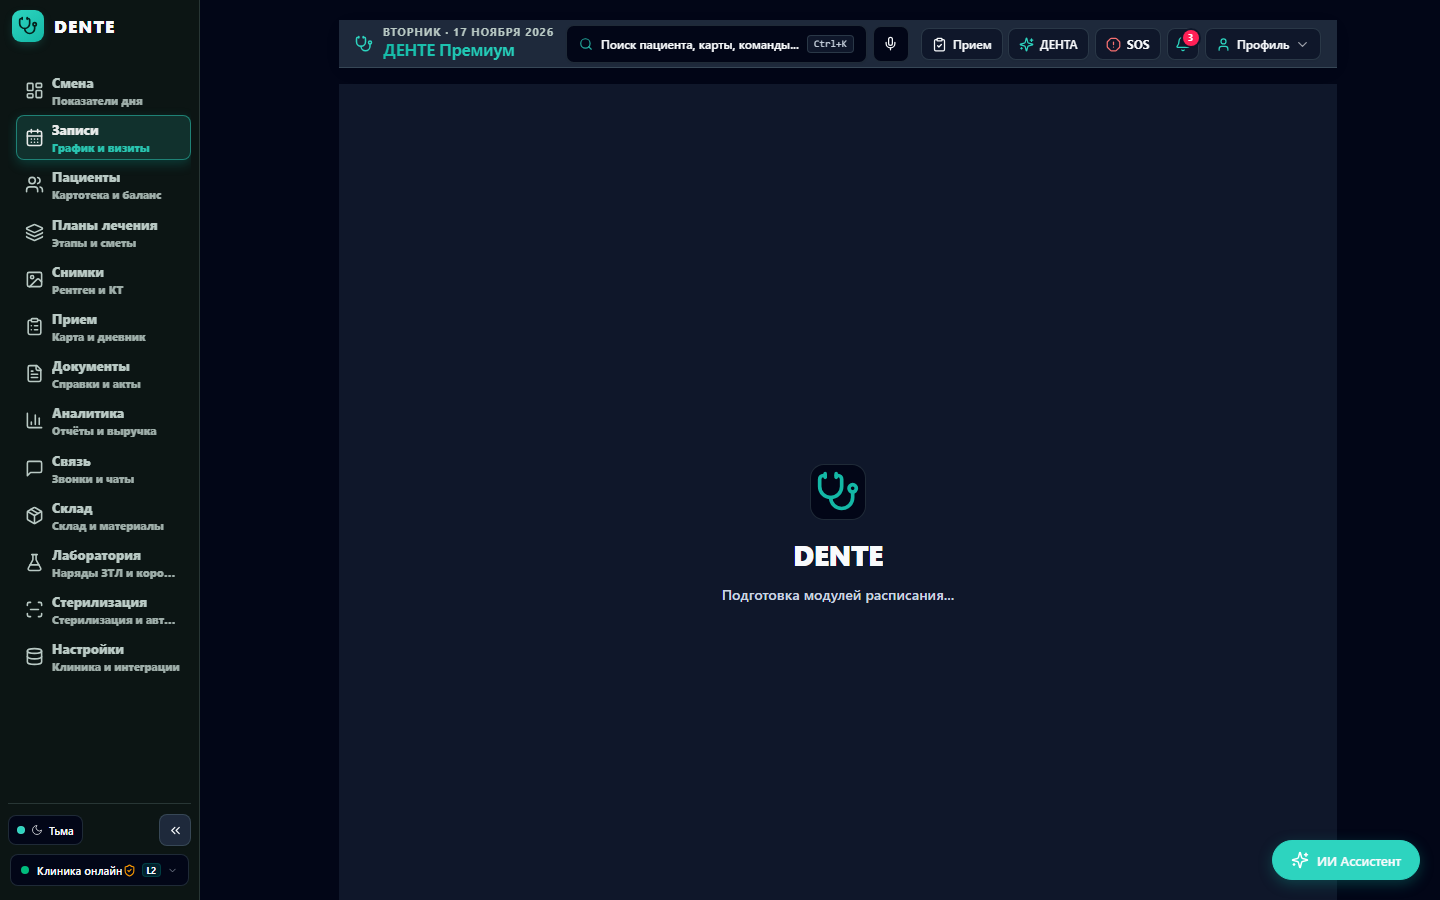 DENTE
Смена
Показатели дня
Записи
График и визиты
Пациенты
Картотека и баланс
Планы лечения
Этапы и сметы
Снимки
Рентген и КТ
Прием
Карта и дневник
Документы
Справки и акты
Аналитика
Отчёты и выручка
Связь
Звонки и чаты
Склад
Склад и материалы
Лаборатория
Наряды ЗТЛ и коро...
Стерилизация
Стерилизация и авт...
Настройки
Клиника и интеграции
Тьма
Клиника онлайн L2
ВТОРНИК · 17 НОЯБРЯ 2026
ДЕНТЕ Премиум
Поиск пациента, карты, команды... Ctrl+K
Прием
ДЕНТА
SOS
3
Профиль
DENTE
Подготовка модулей расписания...
ИИ Ассистент